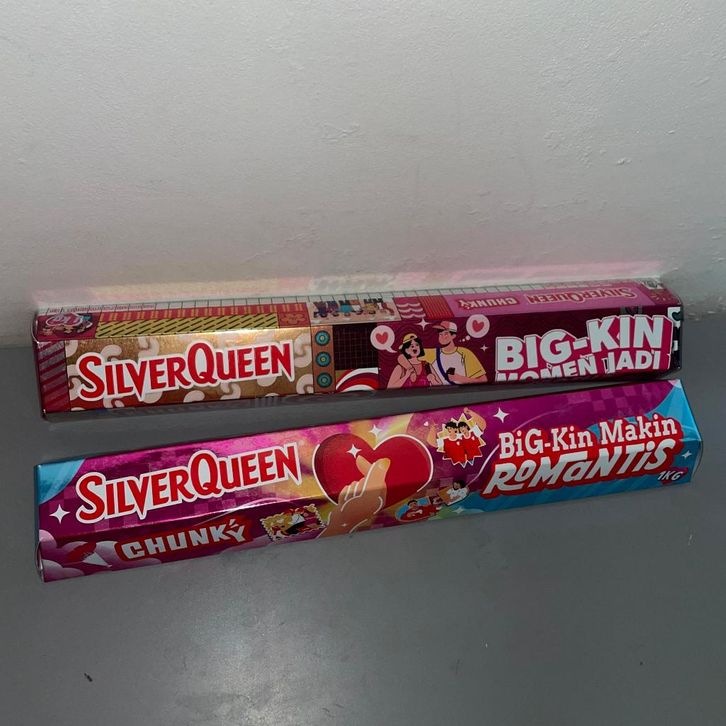 SILVERQUEEN
CHUNKY
SILVERQUEEN
BIG-KIN
MOMEN JADI
SILVERQUEEN
CHUNKY
BiG-Kin Makin
ROMANTIS
1KG